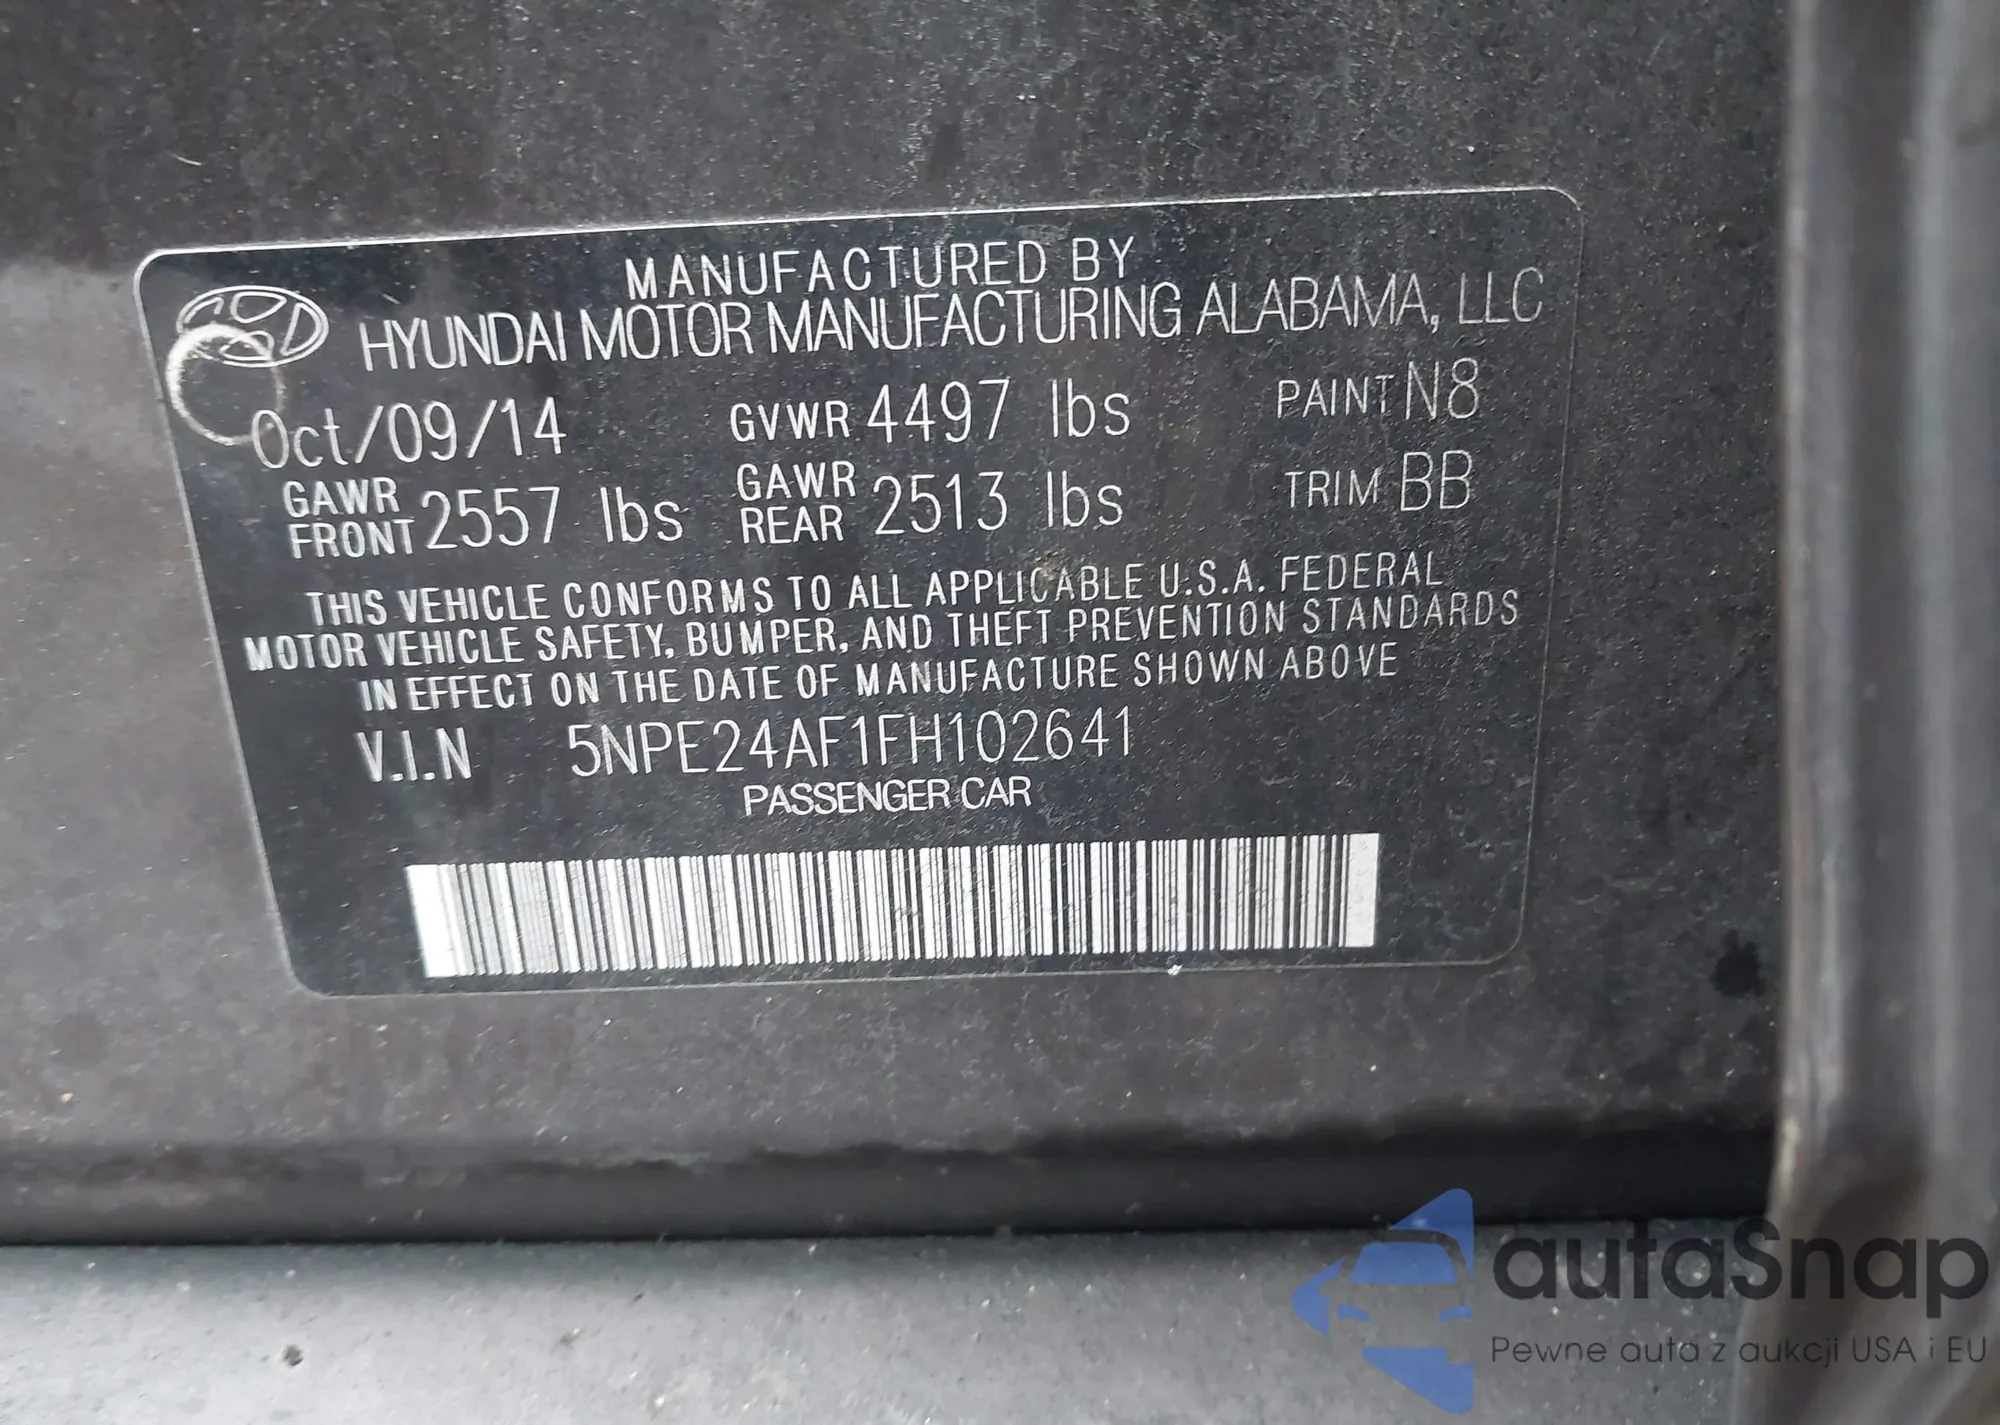 MANUFACTURED BY
HYUNDAI MOTOR MANUFACTURING ALABAMA, LLC
Oct/09/14 GVWR 4497 lbs PAINT N8
GAWR FRONT 2557 lbs GAWR REAR 2513 lbs TRIM BB
THIS VEHICLE CONFORMS TO ALL APPLICABLE U.S.A. FEDERAL
MOTOR VEHICLE SAFETY, BUMPER, AND THEFT PREVENTION STANDARDS
IN EFFECT ON THE DATE OF MANUFACTURE SHOWN ABOVE
V.I.N 5NPE24AF1FH102641
PASSENGER CAR
autaSnap
Pewne auta z aukcji USA i EU